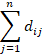 n
∑ d_{ij}
j=1